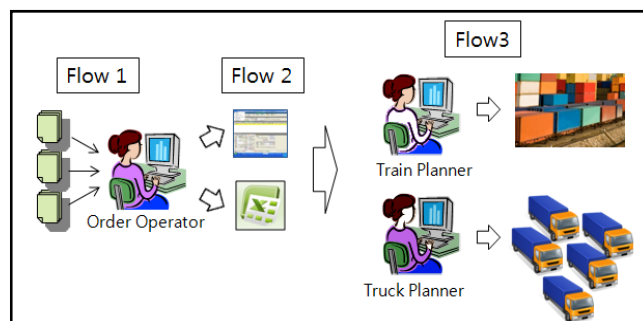 Flow 1
Flow 2
Flow3
Order Operator
Train Planner
Truck Planner